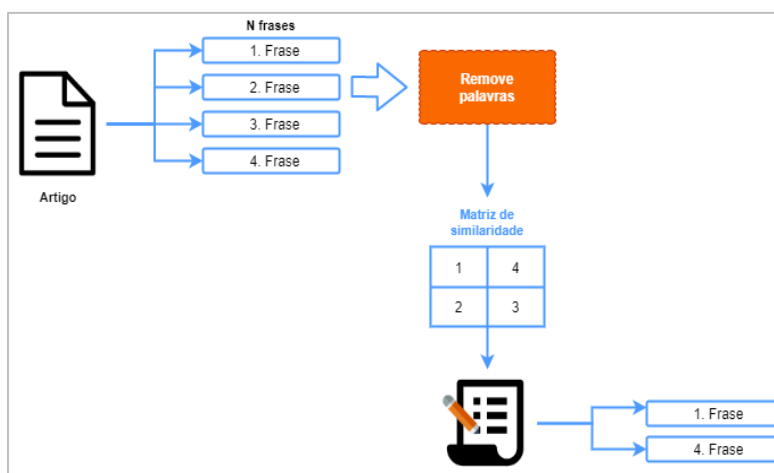 N frases
1. Frase
2. Frase
3. Frase
4. Frase
Artigo
Remove
palavras
Matriz de
similaridade
1 4
2 3
1. Frase
4. Frase